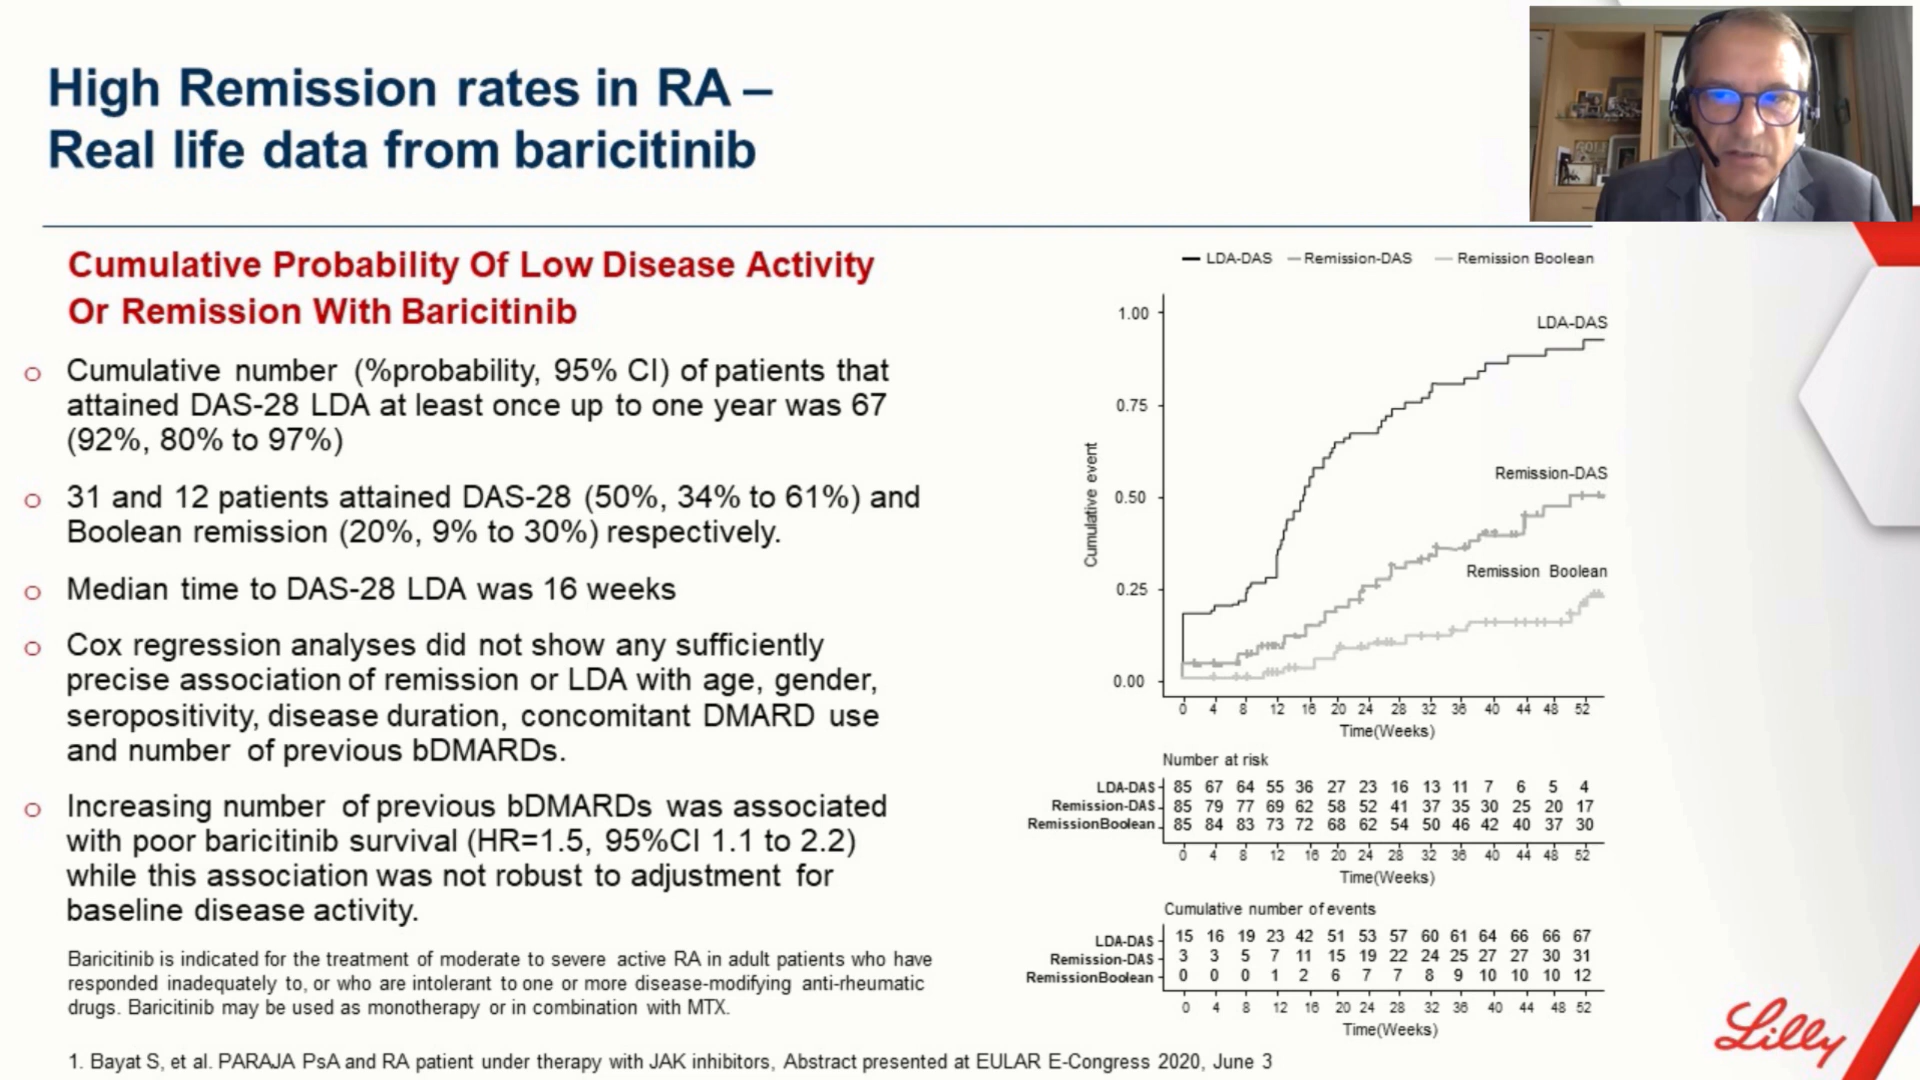 High Remission rates in RA –
Real life data from baricitinib
Cumulative Probability Of Low Disease Activity
Or Remission With Baricitinib
o Cumulative number (%probability, 95% CI) of patients that
attained DAS-28 LDA at least once up to one year was 67
(92%, 80% to 97%)
o 31 and 12 patients attained DAS-28 (50%, 34% to 61%) and
Boolean remission (20%, 9% to 30%) respectively.
o Median time to DAS-28 LDA was 16 weeks
o Cox regression analyses did not show any sufficiently
precise association of remission or LDA with age, gender,
seropositivity, disease duration, concomitant DMARD use
and number of previous bDMARDs.
o Increasing number of previous bDMARDs was associated
with poor baricitinib survival (HR=1.5, 95%CI 1.1 to 2.2)
while this association was not robust to adjustment for
baseline disease activity.
Baricitinib is indicated for the treatment of moderate to severe active RA in adult patients who have
responded inadequately to, or who are intolerant to one or more disease-modifying anti-rheumatic
drugs. Baricitinib may be used as monotherapy or in combination with MTX.
1. Bayat S, et al. PARAJA PsA and RA patient under therapy with JAK inhibitors, Abstract presented at EULAR E-Congress 2020, June 3
LDA-DAS Remission-DAS Remission Boolean
1.00
0.75
0.50
0.25
0.00
Cumulative event
LDA-DAS
Remission-DAS
Remission Boolean
0 4 8 12 16 20 24 28 32 36 40 44 48 52
Time(Weeks)
Number at risk
LDA-DAS 85 67 64 55 36 27 23 16 13 11 7 6 5 4
Remission-DAS 85 79 77 69 62 58 52 41 37 35 30 25 20 17
RemissionBoolean 85 84 83 73 72 68 62 54 50 46 42 40 37 30
0 4 8 12 16 20 24 28 32 36 40 44 48 52
Time(Weeks)
Cumulative number of events
LDA-DAS 15 16 19 23 42 51 53 57 60 61 64 66 66 67
Remission-DAS 3 3 5 7 11 15 19 22 24 25 27 27 30 31
RemissionBoolean 0 0 0 1 2 6 7 7 8 9 10 10 10 12
0 4 8 12 16 20 24 28 32 36 40 44 48 52
Time(Weeks)
Lilly